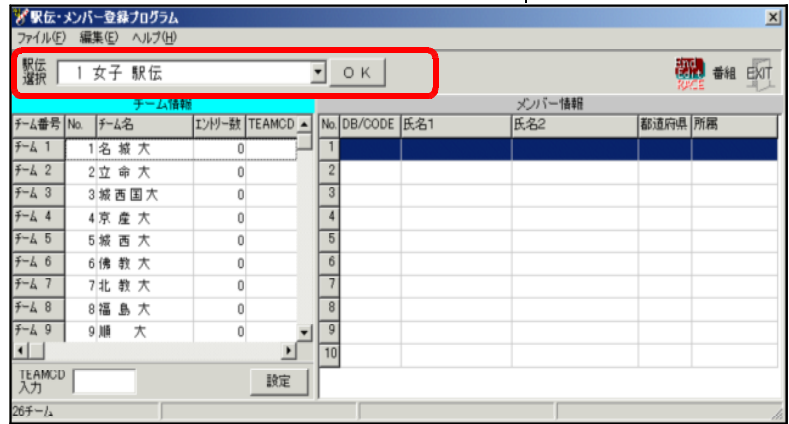 駅伝・メンバー登録プログラム
ファイル(F) 編集(E) ヘルプ(H)
駅伝選択 1 女子 駅伝 OK
2nd RACE 番組 EXIT
チーム情報 メンバー情報
チーム番号 No. チーム名 エントリー数 TEAMCD No. DB/CODE 氏名1 氏名2 都道府県 所属
チーム 1 1 名 城 大 0 1
チーム 2 2 立 命 大 0 2
チーム 3 3 城西国大 0 3
チーム 4 4 京 産 大 0 4
チーム 5 5 城 西 大 0 5
チーム 6 6 佛 教 大 0 6
チーム 7 7 北 教 大 0 7
チーム 8 8 福 島 大 0 8
チーム 9 9 順 大 0 9
10
TEAMCD入力 設定
26チーム